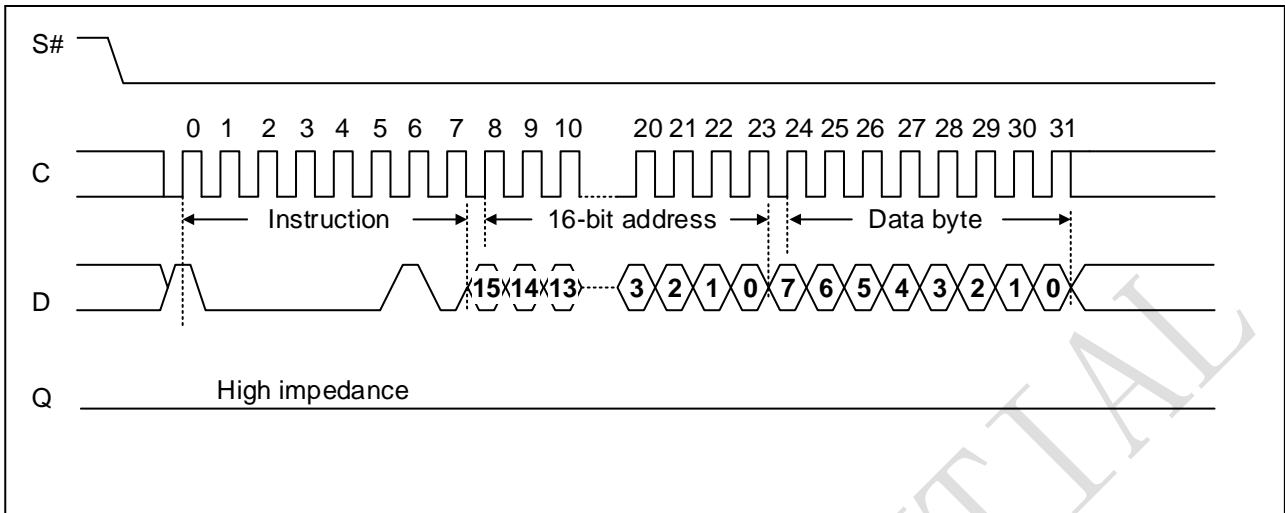 S#
0 1 2 3 4 5 6 7 8 9 10 20 21 22 23 24 25 26 27 28 29 30 31
C
Instruction 16-bit address Data byte
D 15 14 13 3 2 1 0 7 6 5 4 3 2 1 0
High impedance
Q
TIAL